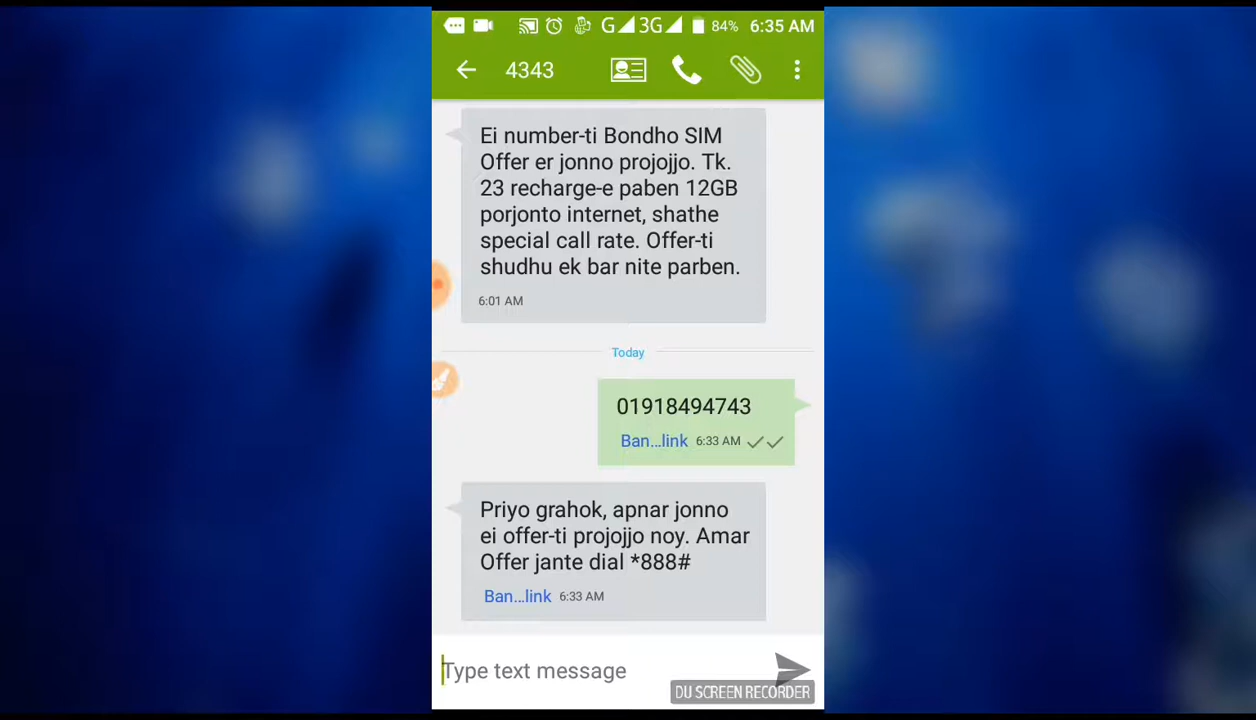 G 3G 84% 6:35 AM
4343
Ei number-ti Bondho SIM
Offer er jonno projojjo. Tk.
23 recharge-e paben 12GB
porjonto internet, shathe
special call rate. Offer-ti
shudhu ek bar nite parben.
6:01 AM
Today
01918494743
Ban...link 6:33 AM
Priyo grahok, apnar jonno
ei offer-ti projojjo noy. Amar
Offer jante dial *888#
Ban...link 6:33 AM
Type text message
DU SCREEN RECORDER